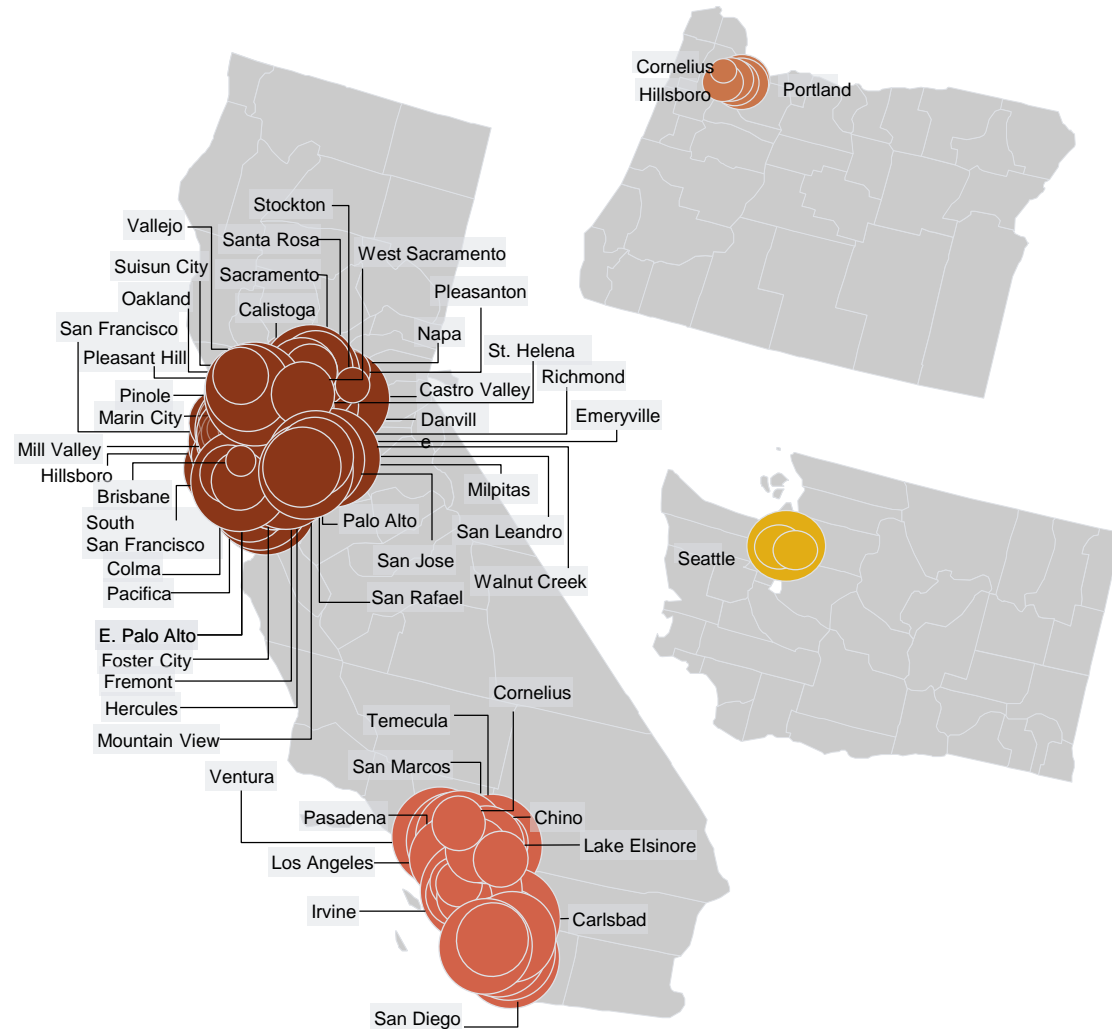 Cornelius
Hillsboro
Portland
Stockton
Vallejo
Santa Rosa
West Sacramento
Suisun City
Sacramento
Pleasanton
Oakland
Calistoga
San Francisco
Napa
St. Helena
Pleasant Hill
Richmond
Pinole
Castro Valley
Marin City
Danvill
e
Emeryville
Mill Valley
Hillsboro
Brisbane
Milpitas
South
San Francisco
Palo Alto
San Leandro
Colma
San Jose
Walnut Creek
Pacifica
San Rafael
E. Palo Alto
Foster City
Fremont
Hercules
Mountain View
Seattle
Cornelius
Temecula
San Marcos
Ventura
Pasadena
Chino
Lake Elsinore
Los Angeles
Irvine
Carlsbad
San Diego